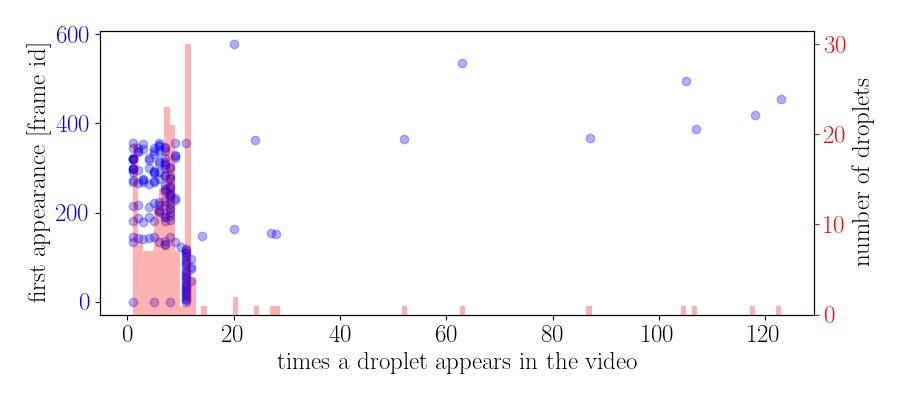 600
400
200
0
first appearance [frame id]
30
20
10
0
number of droplets
0 20 40 60 80 100 120
times a droplet appears in the video